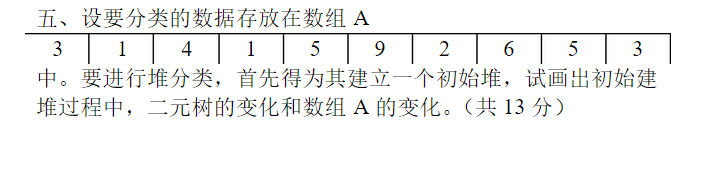 五、设要分类的数据存放在数组 A
3 1 4 1 5 9 2 6 5 3
中。要进行堆分类，首先得为其建立一个初始堆，试画出初始建
堆过程中，二元树的变化和数组 A 的变化。（共 13 分）